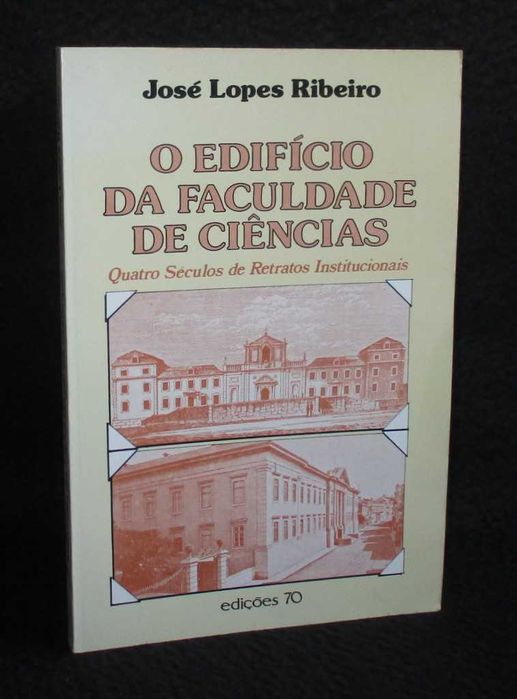 José Lopes Ribeiro
O EDIFÍCIO
DA FACULDADE
DE CIÊNCIAS
Quatro Séculos de Retratos Institucionais
edições 70